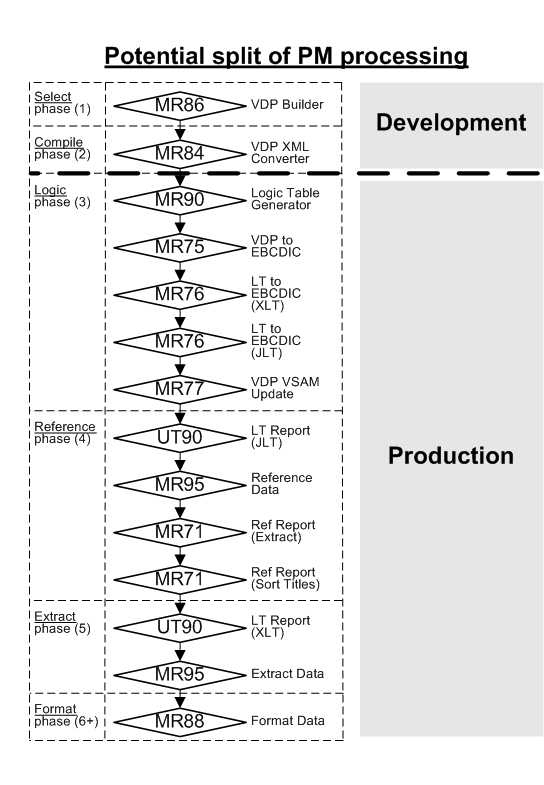 Potential split of PM processing
Select
phase (1)
MR86
VDP Builder
Development
Compile
phase (2)
MR84
VDP XML
Converter
Logic
phase (3)
MR90
Logic Table
Generator
MR75
VDP to
EBCDIC
MR76
LT to
EBCDIC
(XLT)
MR76
LT to
EBCDIC
(JLT)
MR77
VDP VSAM
Update
Reference
phase (4)
UT90
LT Report
(JLT)
Production
MR95
Reference
Data
MR71
Ref Report
(Extract)
MR71
Ref Report
(Sort Titles)
Extract
phase (5)
UT90
LT Report
(XLT)
MR95
Extract Data
Format
phase (6+)
MR88
Format Data